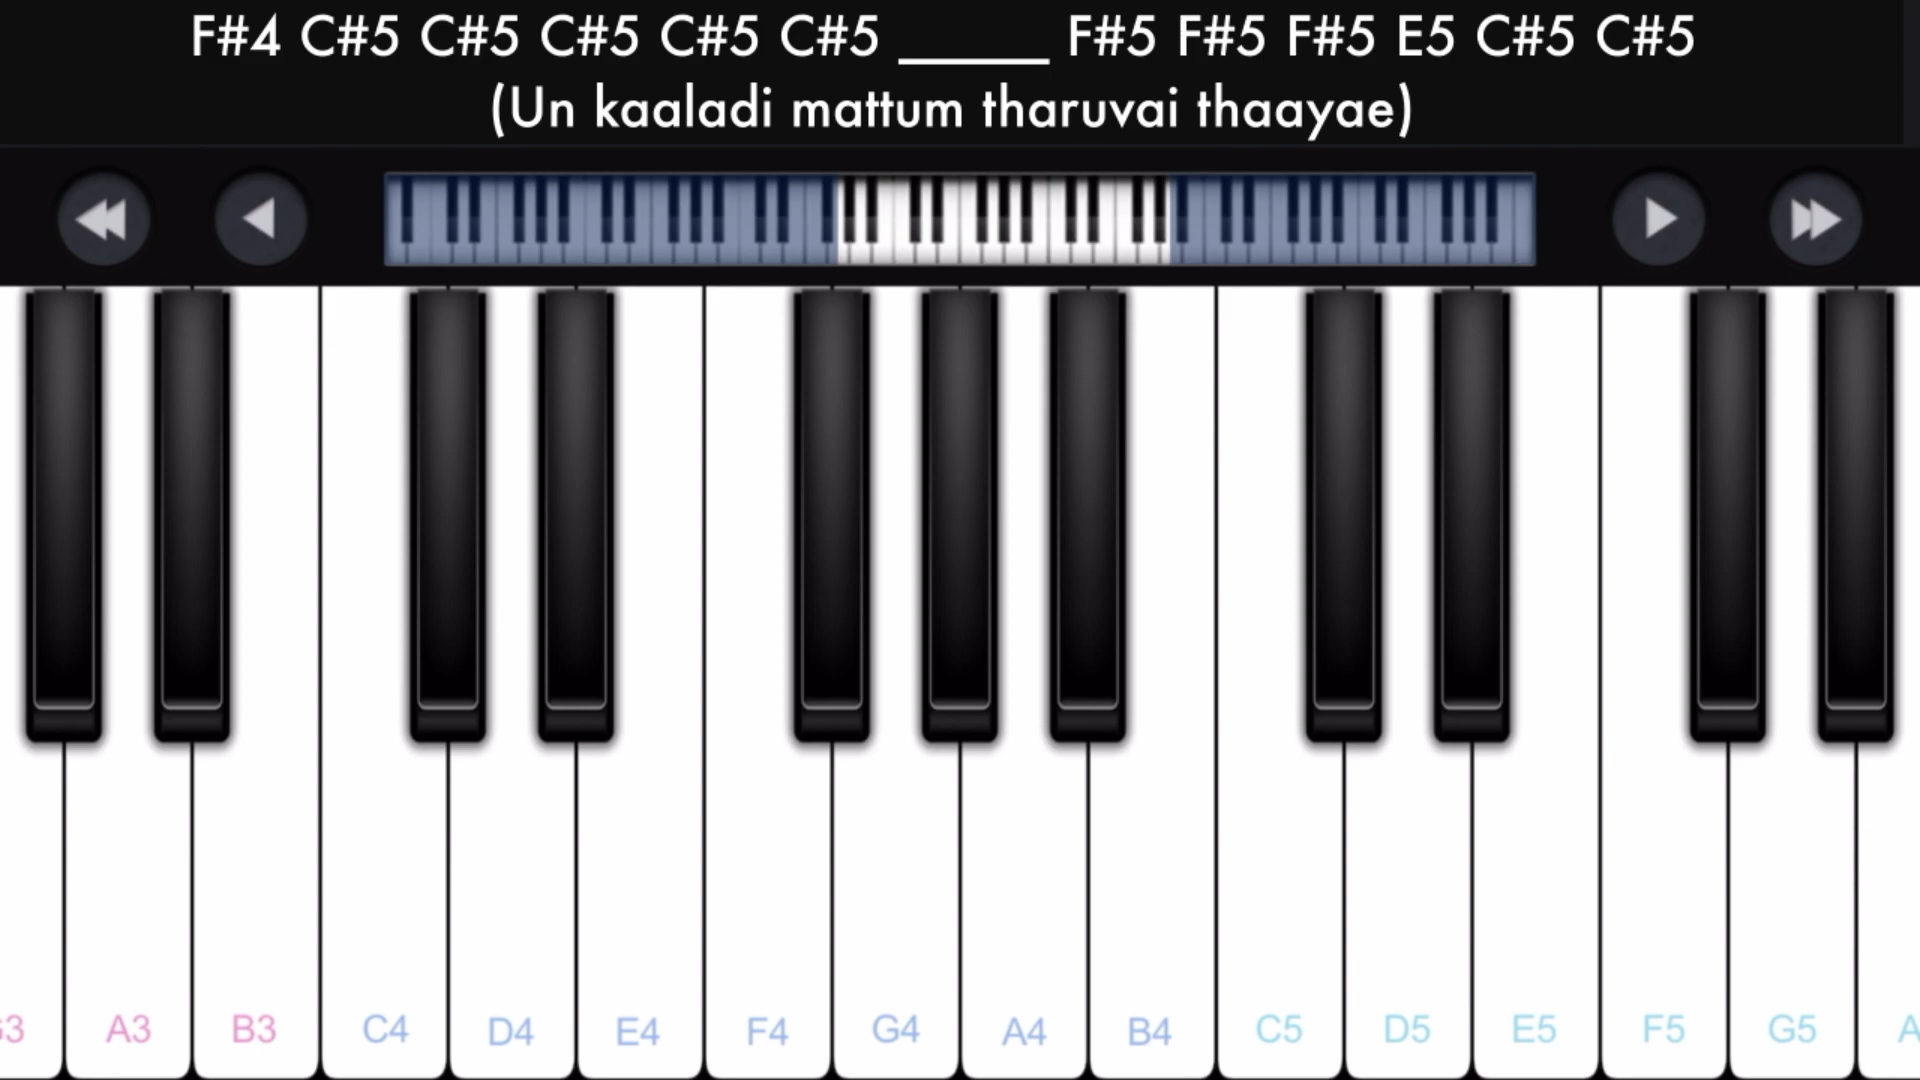 F#4 C#5 C#5 C#5 C#5 C#5 _____ F#5 F#5 F#5 E5 C#5 C#5
(Un kaaladi mattum tharuvai thaayae)
A3 B3 C4 D4 E4 F4 G4 A4 B4 C5 D5 E5 F5 G5